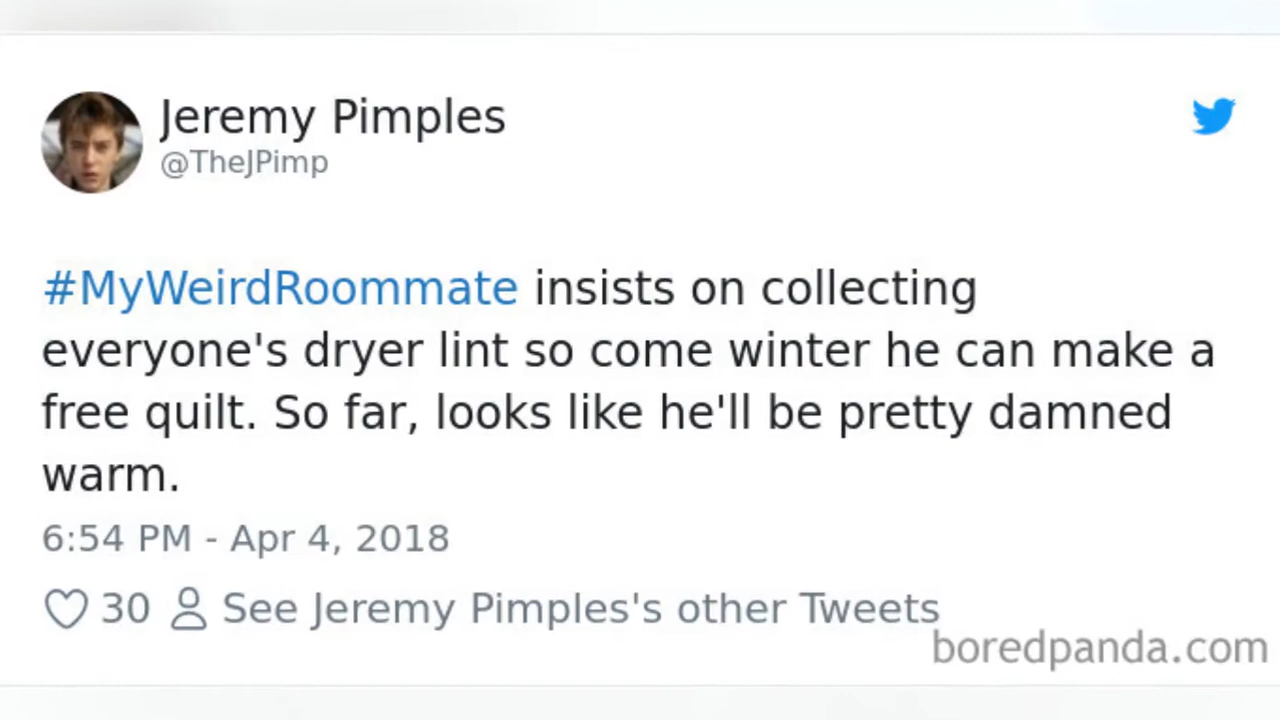 Jeremy Pimples
@TheJPimp
#MyWeirdRoommate insists on collecting
everyone's dryer lint so come winter he can make a
free quilt. So far, looks like he'll be pretty damned
warm.
6:54 PM - Apr 4, 2018
30 See Jeremy Pimples's other Tweets
boredpanda.com